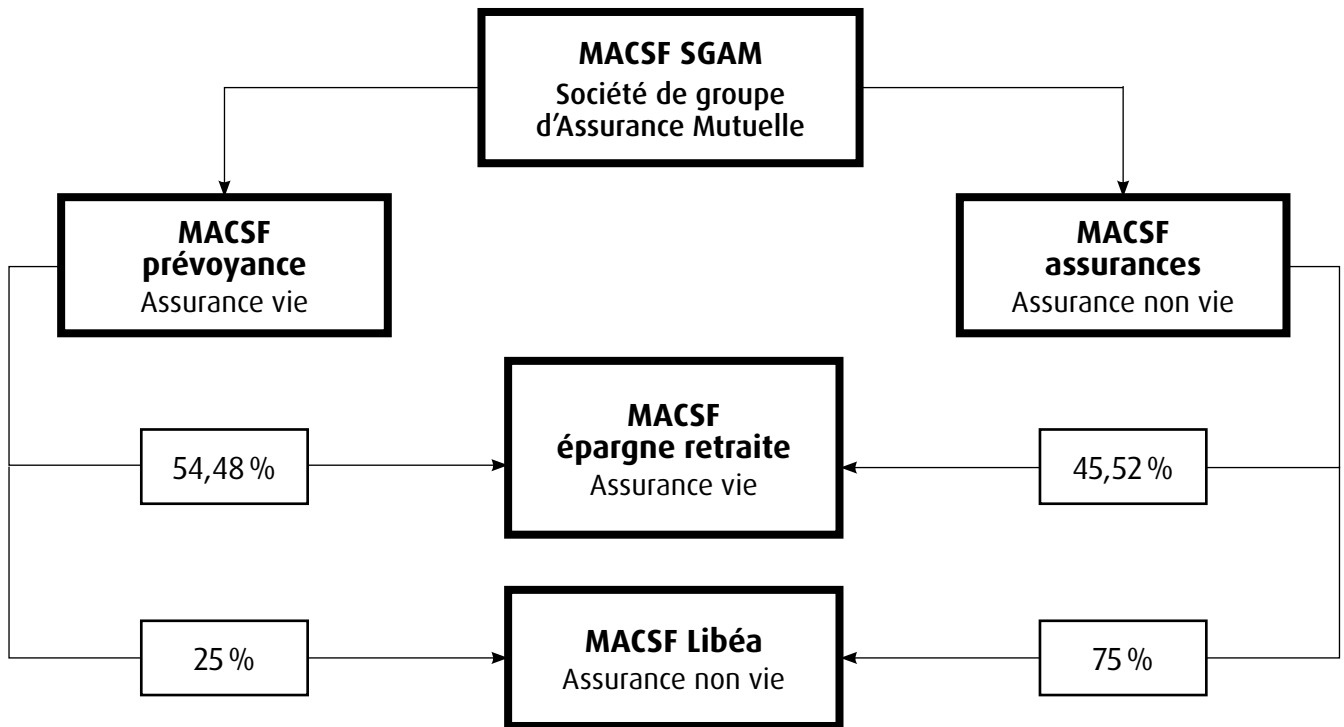 MACSF SGAM
Société de groupe
d’Assurance Mutuelle
MACSF
prévoyance
Assurance vie
MACSF
assurances
Assurance non vie
MACSF
épargne retraite
Assurance vie
54,48 %
45,52 %
MACSF Libéa
Assurance non vie
25 %
75 %